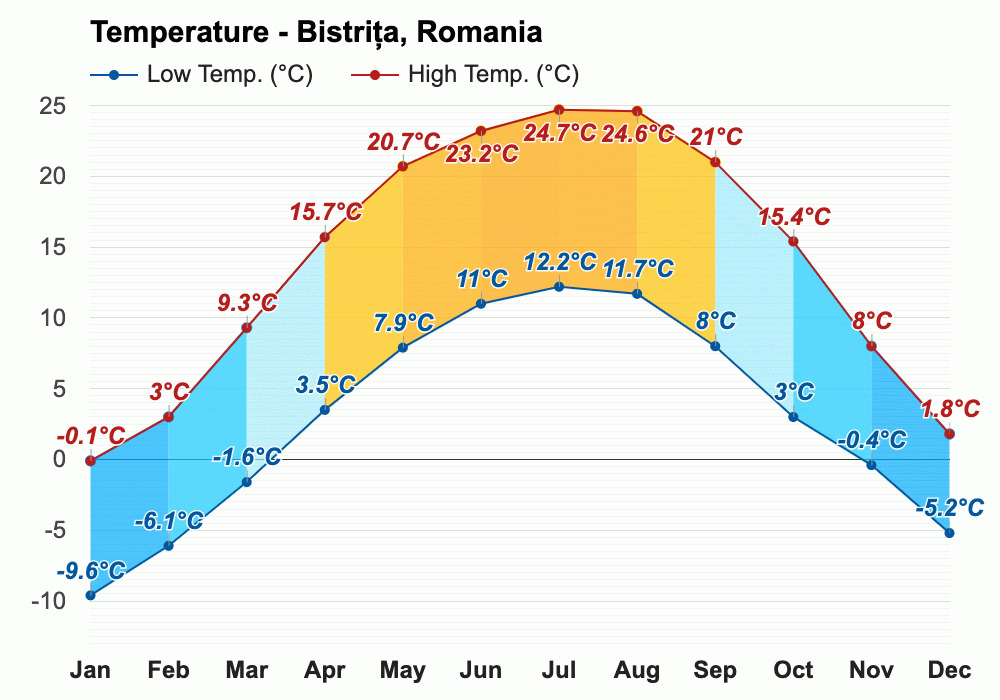 Temperature - Bistrița, Romania
Low Temp. (°C) High Temp. (°C)
25
20
15
10
5
0
-5
-10
-0.1°C
3°C
9.3°C
15.7°C
20.7°C
23.2°C
24.7°C
24.6°C
21°C
15.4°C
8°C
1.8°C
-9.6°C
-6.1°C
-1.6°C
3.5°C
7.9°C
11°C
12.2°C
11.7°C
8°C
3°C
-0.4°C
-5.2°C
Jan Feb Mar Apr May Jun Jul Aug Sep Oct Nov Dec